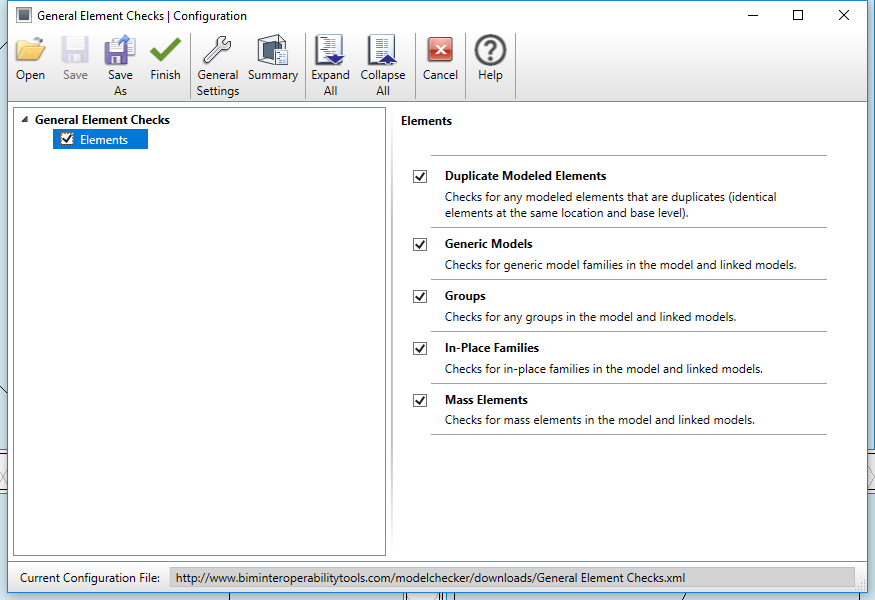 General Element Checks | Configuration
Open
Save
Save As
Finish
General Settings
Summary
Expand All
Collapse All
Cancel
Help
General Element Checks
Elements
Elements
Duplicate Modeled Elements
Checks for any modeled elements that are duplicates (identical
elements at the same location and base level).
Generic Models
Checks for generic model families in the model and linked models.
Groups
Checks for any groups in the model and linked models.
In-Place Families
Checks for in-place families in the model and linked models.
Mass Elements
Checks for mass elements in the model and linked models.
Current Configuration File: http://www.biminteroperabilitytools.com/modelchecker/downloads/General Element Checks.xml